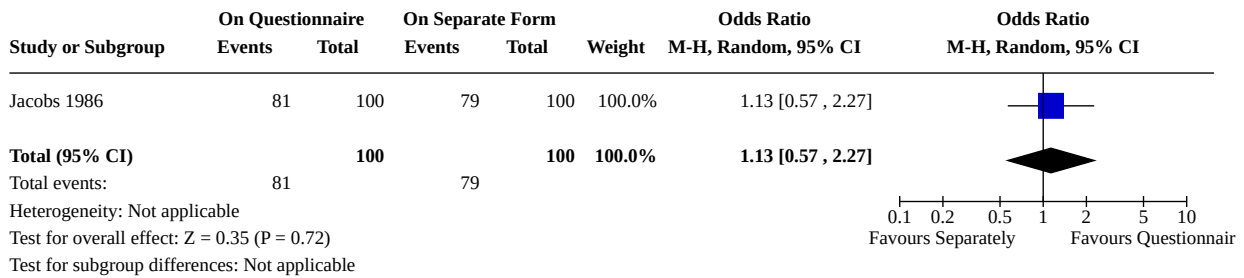 On Questionnaire On Separate Form Odds Ratio Odds Ratio
Study or Subgroup Events Total Events Total Weight M-H, Random, 95% CI M-H, Random, 95% CI
Jacobs 1986 81 100 79 100 100.0% 1.13 [0.57 , 2.27]
Total (95% CI) 100 100 100.0% 1.13 [0.57 , 2.27]
Total events: 81 79
Heterogeneity: Not applicable
0.1 0.2 0.5 1 2 5 10
Test for overall effect: Z = 0.35 (P = 0.72) Favours Separately Favours Questionnair
Test for subgroup differences: Not applicable